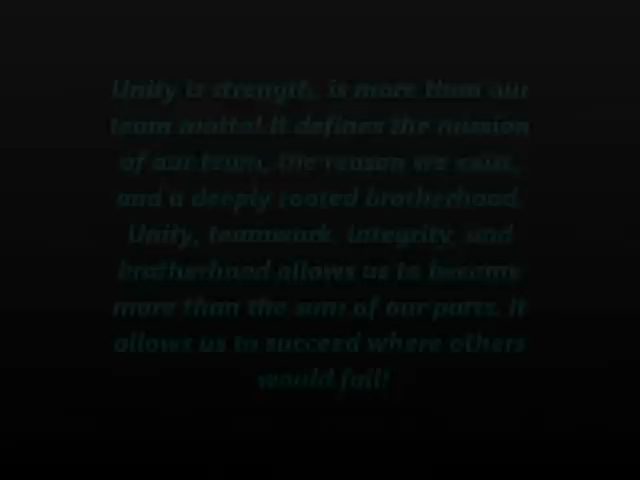 Unity is strength, is more than our
team motto! It defines the mission
of our team, the reason we exist,
and a deeply rooted brotherhood.
Unity, teamwork, integrity, and
brotherhood allows us to become
more than the sum of our parts. It
allows us to succeed where others
would fail!